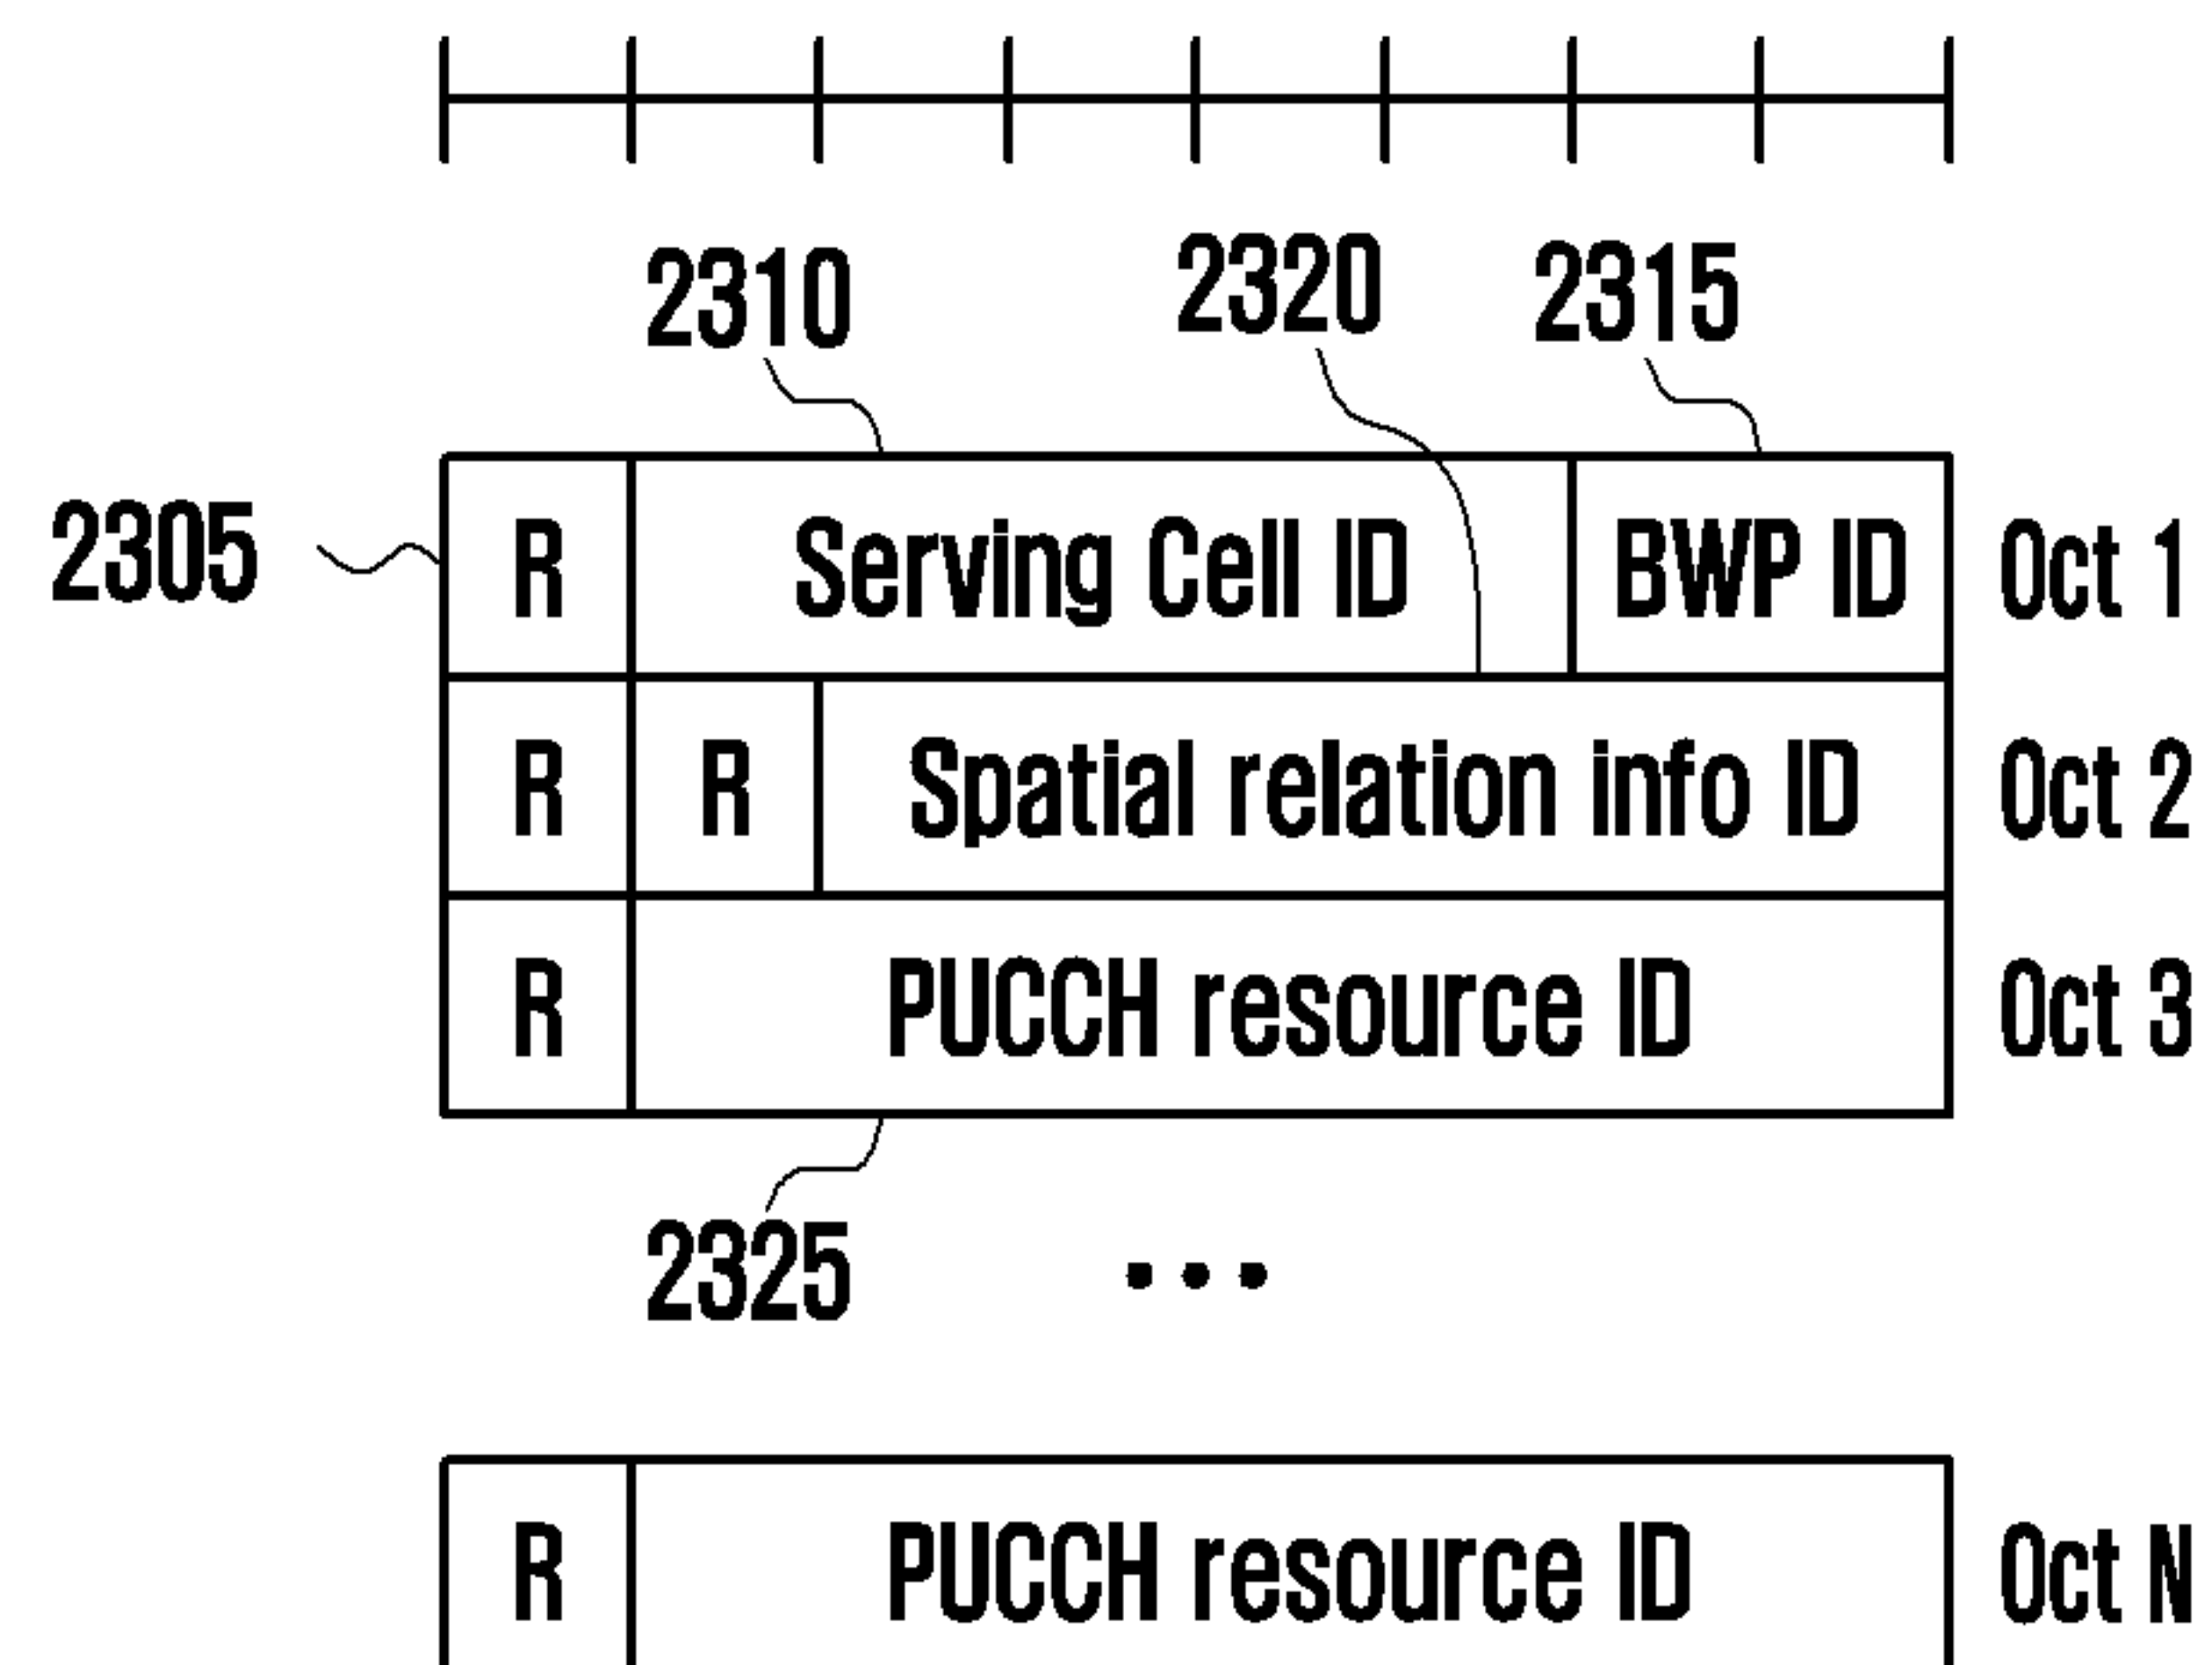 2310 2320 2315
2305 R Serving Cell ID BWP ID Oct 1
R R Spatial relation info ID Oct 2
R PUCCH resource ID Oct 3
2325 ...
R PUCCH resource ID Oct N